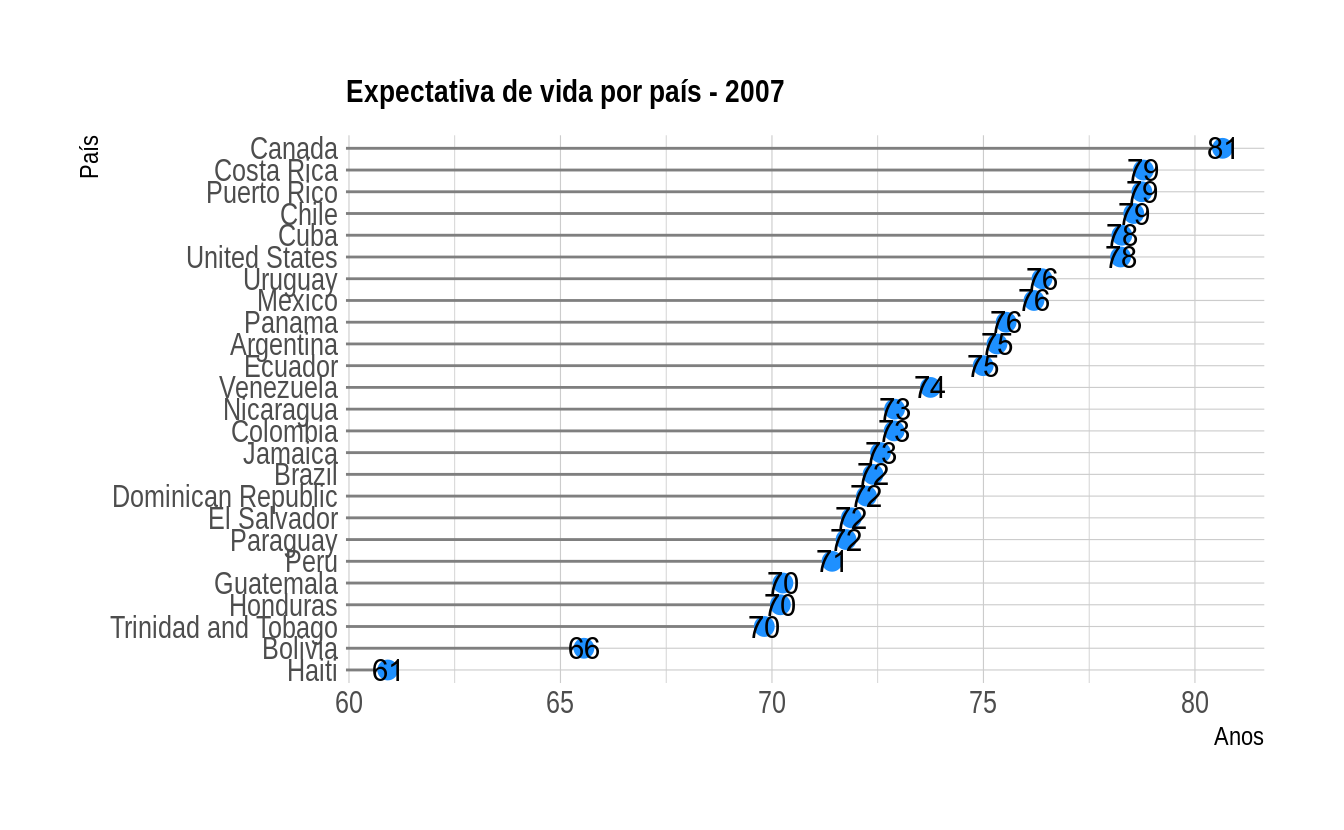 Expectativa de vida por país - 2007
País
Canada 81
Costa Rica 79
Puerto Rico 79
Chile 79
Cuba 78
United States 78
Uruguay 76
Mexico 76
Panama 76
Argentina 75
Ecuador 75
Venezuela 74
Nicaragua 73
Colombia 73
Jamaica 73
Brazil 72
Dominican Republic 72
El Salvador 72
Paraguay 72
Peru 71
Guatemala 70
Honduras 70
Trinidad and Tobago 70
Bolivia 66
Haiti 61
60 65 70 75 80
Anos